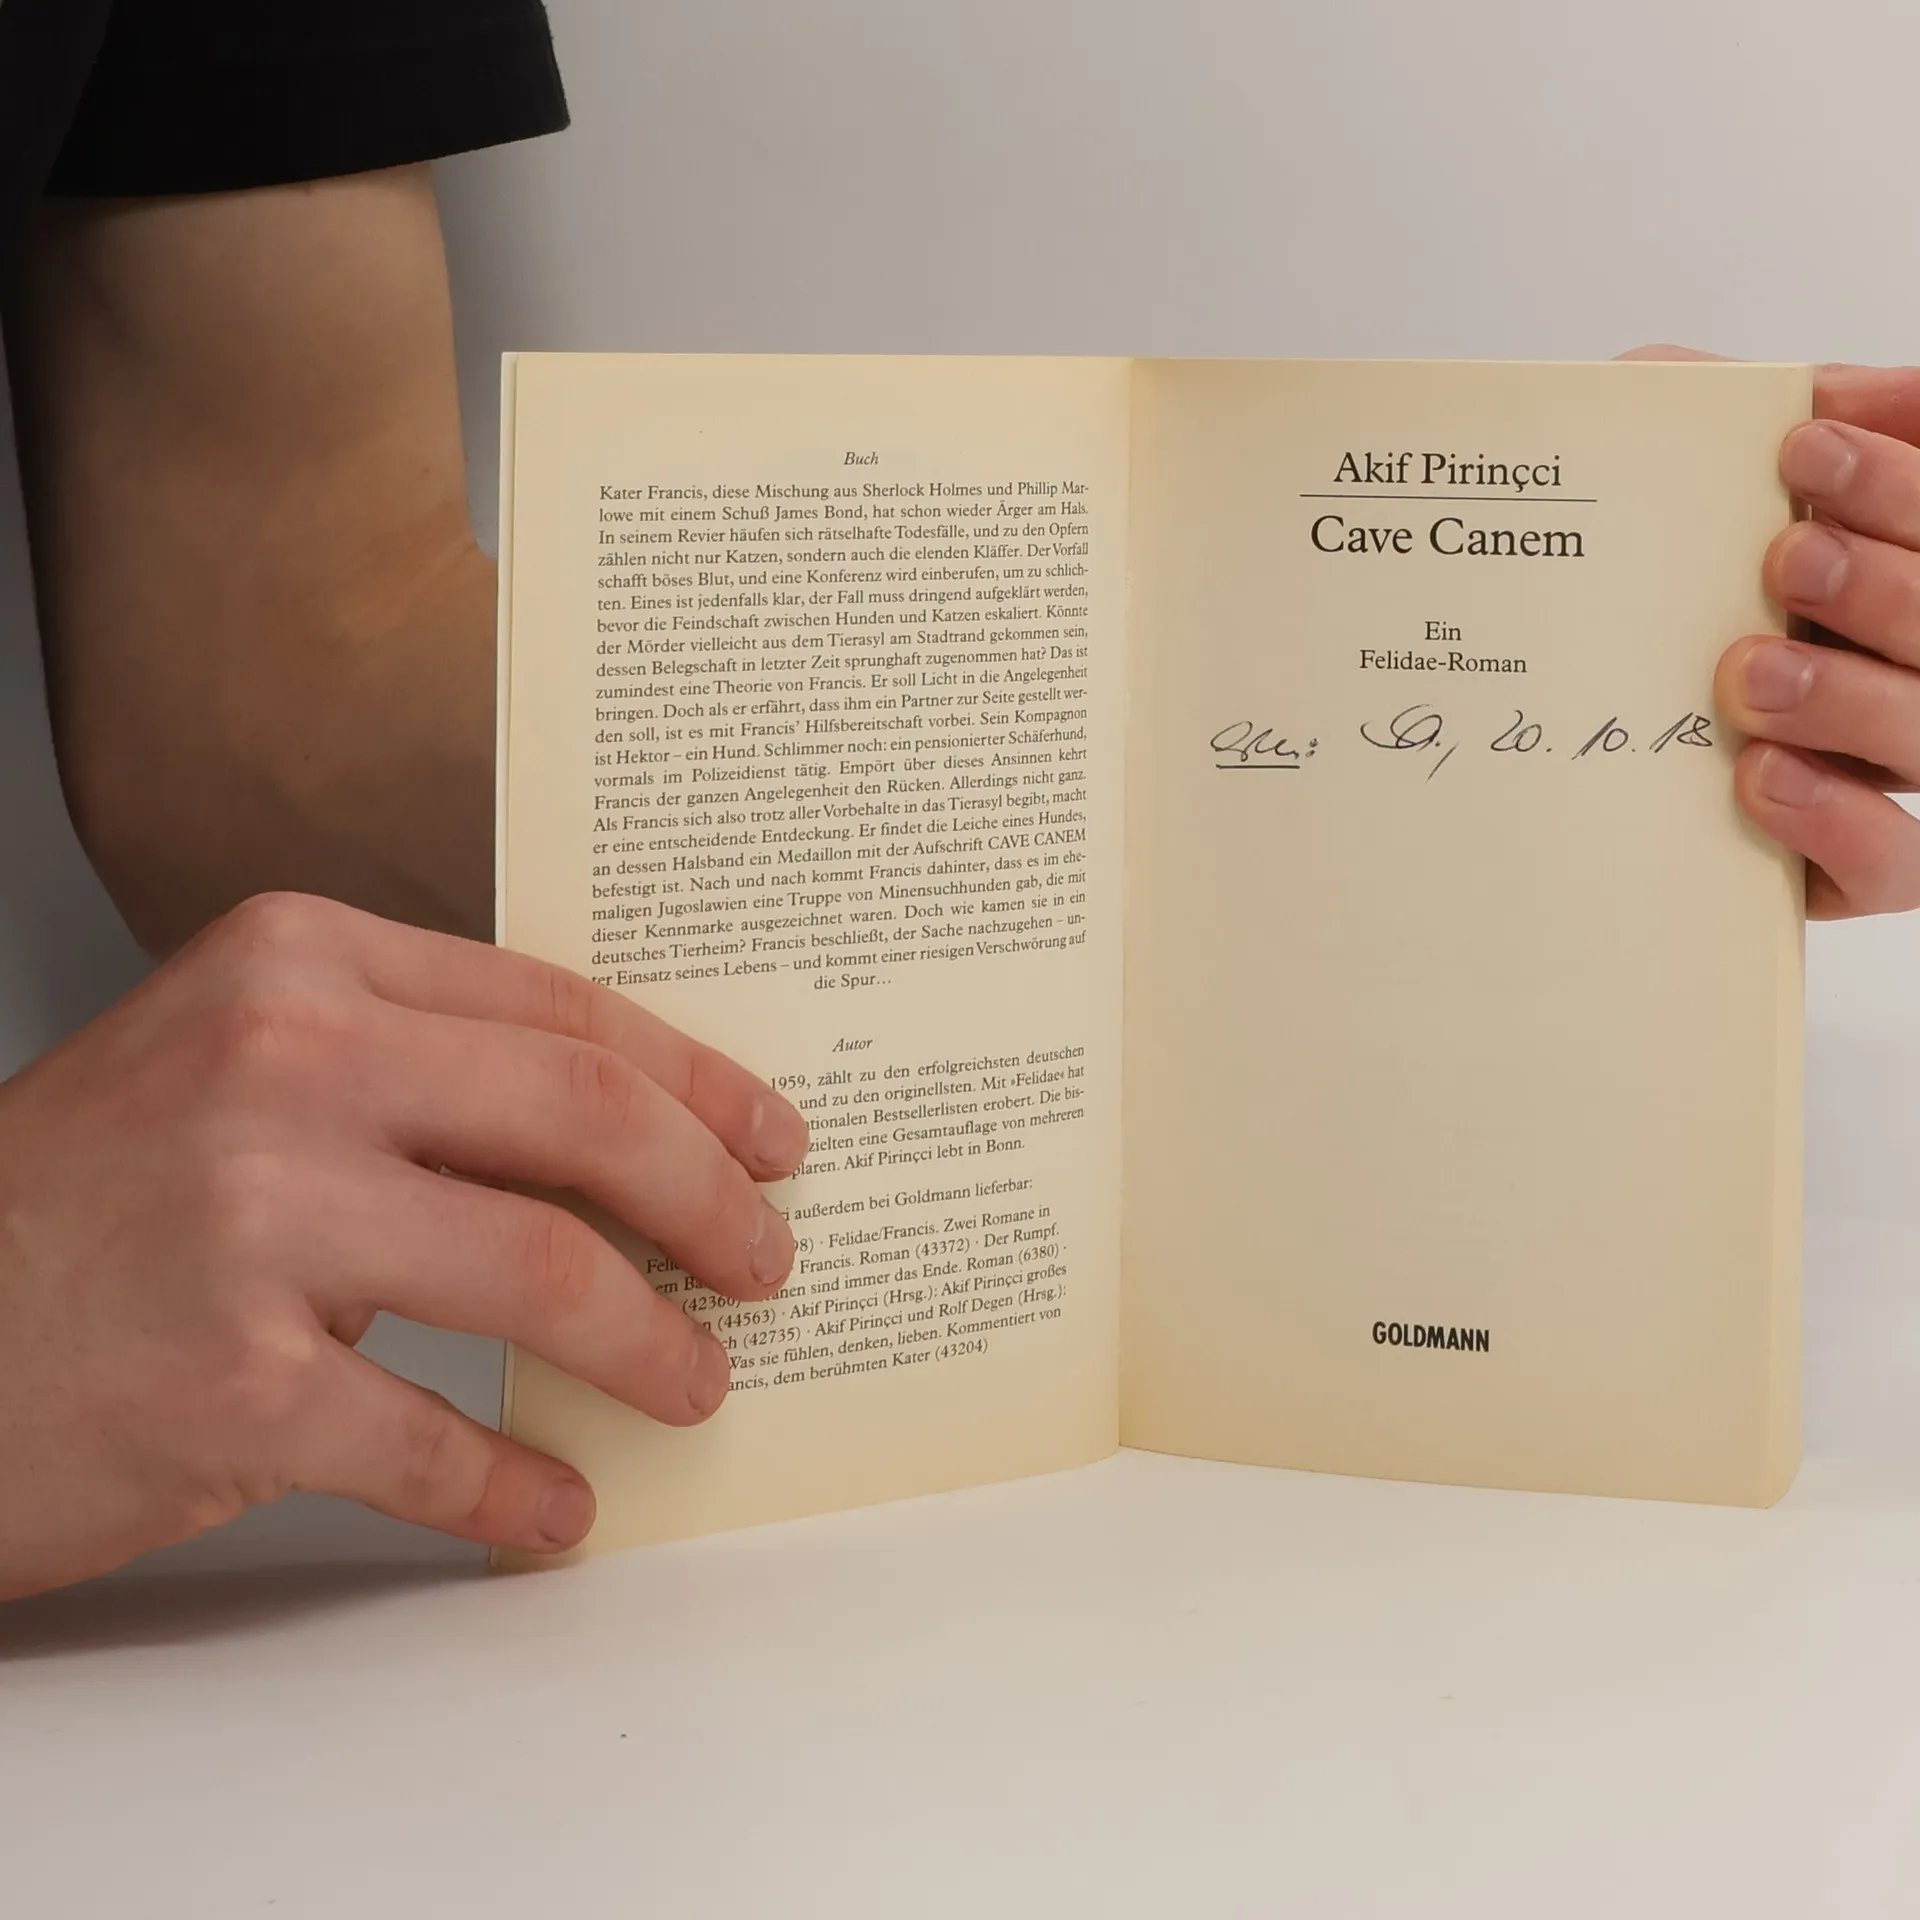 Buch
Kater Francis, diese Mischung aus Sherlock Holmes und Phillip Mar-
lowe mit einem Schuß James Bond, hat schon wieder Ärger am Hals.
In seinem Revier häufen sich rätselhafte Todesfälle, und zu den Opfern
zählen nicht nur Katzen, sondern auch die elenden Kläffer. Der Vorfall
schafft böses Blut, und eine Konferenz wird einberufen, um zu schlich-
ten. Eines ist jedenfalls klar, der Fall muss dringend aufgeklärt werden,
bevor die Feindschaft zwischen Hunden und Katzen eskaliert. Könnte
der Mörder vielleicht aus dem Tierasyl am Stadtrand gekommen sein,
dessen Belegschaft in letzter Zeit sprunghaft zugenommen hat? Das ist
zumindest eine Theorie von Francis. Er soll Licht in die Angelegenheit
bringen. Doch als er erfährt, dass ihm ein Partner zur Seite gestellt wer-
den soll, ist es mit Francis' Hilfsbereitschaft vorbei. Sein Kompagnon
ist Hektor – ein Hund. Schlimmer noch: ein pensionierter Schäferhund,
vormals im Polizeidienst tätig. Empört über dieses Ansinnen kehrt
Francis der ganzen Angelegenheit den Rücken. Allerdings nicht ganz.
Als Francis sich also trotz aller Vorbehalte in das Tierasyl begibt, macht
er eine entscheidende Entdeckung. Er findet die Leiche eines Hundes,
an dessen Halsband ein Medaillon mit der Aufschrift CAVE CANEM
befestigt ist. Nach und nach kommt Francis dahinter, dass es im ehe-
maligen Jugoslawien eine Truppe von Minensuchhunden gab, die mit
dieser Kennmarke ausgezeichnet waren. Doch wie kamen sie in ein
deutsches Tierheim? Francis beschließt, der Sache nachzugehen – un-
ter Einsatz seines Lebens – und kommt einer riesigen Verschwörung auf
die Spur...
Autor
1959, zählt zu den erfolgreichsten deutschen
und zu den originellsten. Mit »Felidae« hat
tionalen Bestsellerlisten erobert. Die bis-
zielten eine Gesamtauflage von mehreren
plaren. Akif Pirinçci lebt in Bonn.
außerdem bei Goldmann lieferbar:
8) · Felidae/Francis. Zwei Romane in
Francis. Roman (43372) · Der Rumpf.
(42360) sind immer das Ende. Roman (6380) ·
(44563) · Akif Pirinçci (Hrsg.): Akif Pirinçci großes
ch (42735) · Akif Pirinçci und Rolf Degen (Hrsg.):
Was sie fühlen, denken, lieben. Kommentiert von
ancis, dem berühmten Kater (43204)
Akif Pirinçci
Cave Canem
Ein
Felidae-Roman
20. 10. 18
GOLDMANN